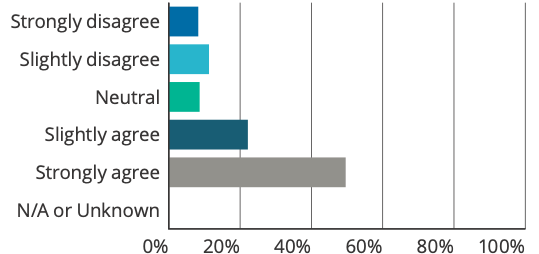 Strongly disagree
Slightly disagree
Neutral
Slightly agree
Strongly agree
N/A or Unknown
0% 20% 40% 60% 80% 100%